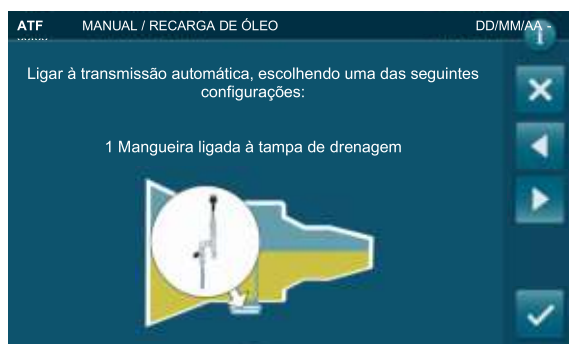 ATF MANUAL / RECARGA DE ÓLEO DD/MM/AA -
Ligar à transmissão automática, escolhendo uma das seguintes
configurações:
1 Mangueira ligada à tampa de drenagem